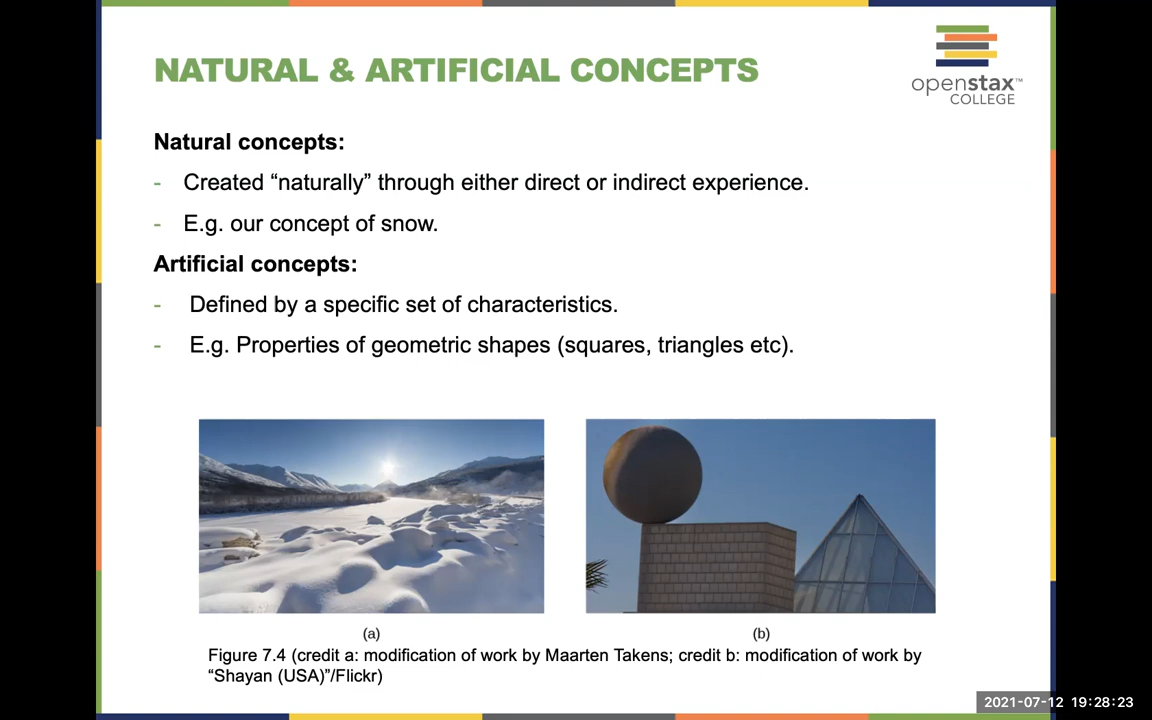 NATURAL & ARTIFICIAL CONCEPTS
openstax™
COLLEGE
Natural concepts:
- Created “naturally” through either direct or indirect experience.
- E.g. our concept of snow.
Artificial concepts:
- Defined by a specific set of characteristics.
- E.g. Properties of geometric shapes (squares, triangles etc).
(a)
(b)
Figure 7.4 (credit a: modification of work by Maarten Takens; credit b: modification of work by
“Shayan (USA)”/Flickr)
2021-07-12 19:28:23